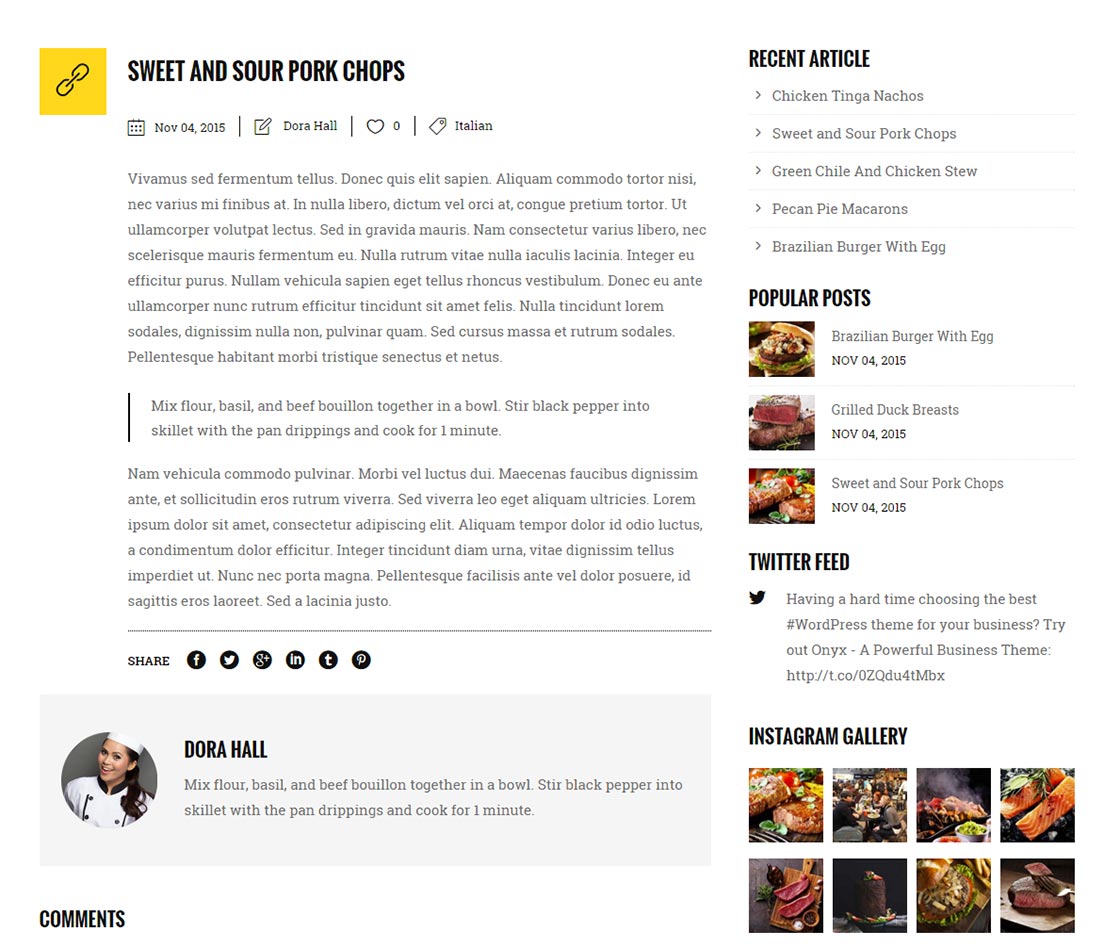 SWEET AND SOUR PORK CHOPS
Nov 04, 2015
Dora Hall
0
Italian
Vivamus sed fermentum tellus. Donec quis elit sapien. Aliquam commodo tortor nisi,
nec varius mi finibus at. In nulla libero, dictum vel orci at, congue pretium tortor. Ut
ullamcorper volutpat lectus. Sed in gravida mauris. Nam consectetur varius libero, nec
scelerisque mauris fermentum eu. Nulla rutrum vitae nulla iaculis lacinia. Integer eu
efficitur purus. Nullam vehicula sapien eget tellus rhoncus vestibulum. Donec eu ante
ullamcorper nunc rutrum efficitur tincidunt sit amet felis. Nulla tincidunt lorem
sodales, dignissim nulla non, pulvinar quam. Sed cursus massa et rutrum sodales.
Pellentesque habitant morbi tristique senectus et netus.
Mix flour, basil, and beef bouillon together in a bowl. Stir black pepper into
skillet with the pan drippings and cook for 1 minute.
Nam vehicula commodo pulvinar. Morbi vel luctus dui. Maecenas faucibus dignissim
ante, et sollicitudin eros rutrum viverra. Sed viverra leo eget aliquam ultricies. Lorem
ipsum dolor sit amet, consectetur adipiscing elit. Aliquam tempor dolor id odio luctus,
a condimentum dolor efficitur. Integer tincidunt diam urna, vitae dignissim tellus
imperdiet ut. Nunc nec porta magna. Pellentesque facilisis ante vel dolor posuere, id
sagittis eros laoreet. Sed a lacinia justo.
SHARE
DORA HALL
Mix flour, basil, and beef bouillon together in a bowl. Stir black pepper into
skillet with the pan drippings and cook for 1 minute.
COMMENTS
RECENT ARTICLE
Chicken Tinga Nachos
Sweet and Sour Pork Chops
Green Chile And Chicken Stew
Pecan Pie Macarons
Brazilian Burger With Egg
POPULAR POSTS
Brazilian Burger With Egg
NOV 04, 2015
Grilled Duck Breasts
NOV 04, 2015
Sweet and Sour Pork Chops
NOV 04, 2015
TWITTER FEED
Having a hard time choosing the best
#WordPress theme for your business? Try
out Onyx - A Powerful Business Theme:
http://t.co/0ZQdu4tMbx
INSTAGRAM GALLERY